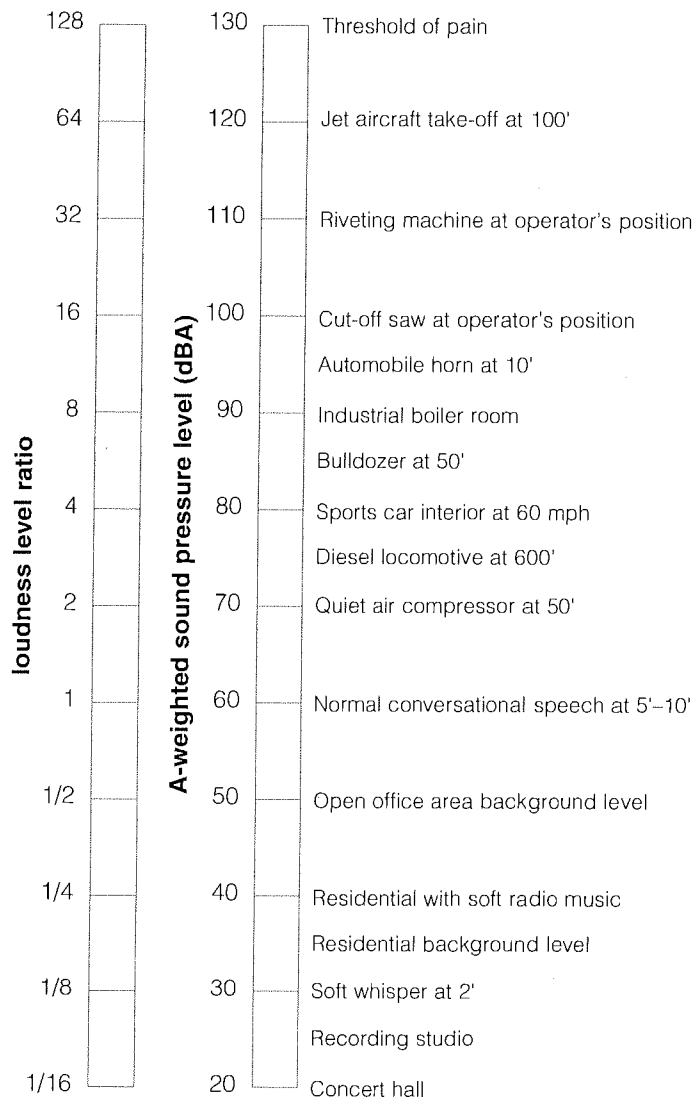 128
130
Threshold of pain
64
120
Jet aircraft take-off at 100'
32
110
Riveting machine at operator's position
16
100
Cut-off saw at operator's position
Automobile horn at 10'
8
90
Industrial boiler room
Bulldozer at 50'
4
80
Sports car interior at 60 mph
Diesel locomotive at 600'
2
70
Quiet air compressor at 50'
1
60
Normal conversational speech at 5'–10'
1/2
50
Open office area background level
1/4
40
Residential with soft radio music
Residential background level
1/8
30
Soft whisper at 2'
Recording studio
1/16
20
Concert hall
loudness level ratio
A-weighted sound pressure level (dBA)